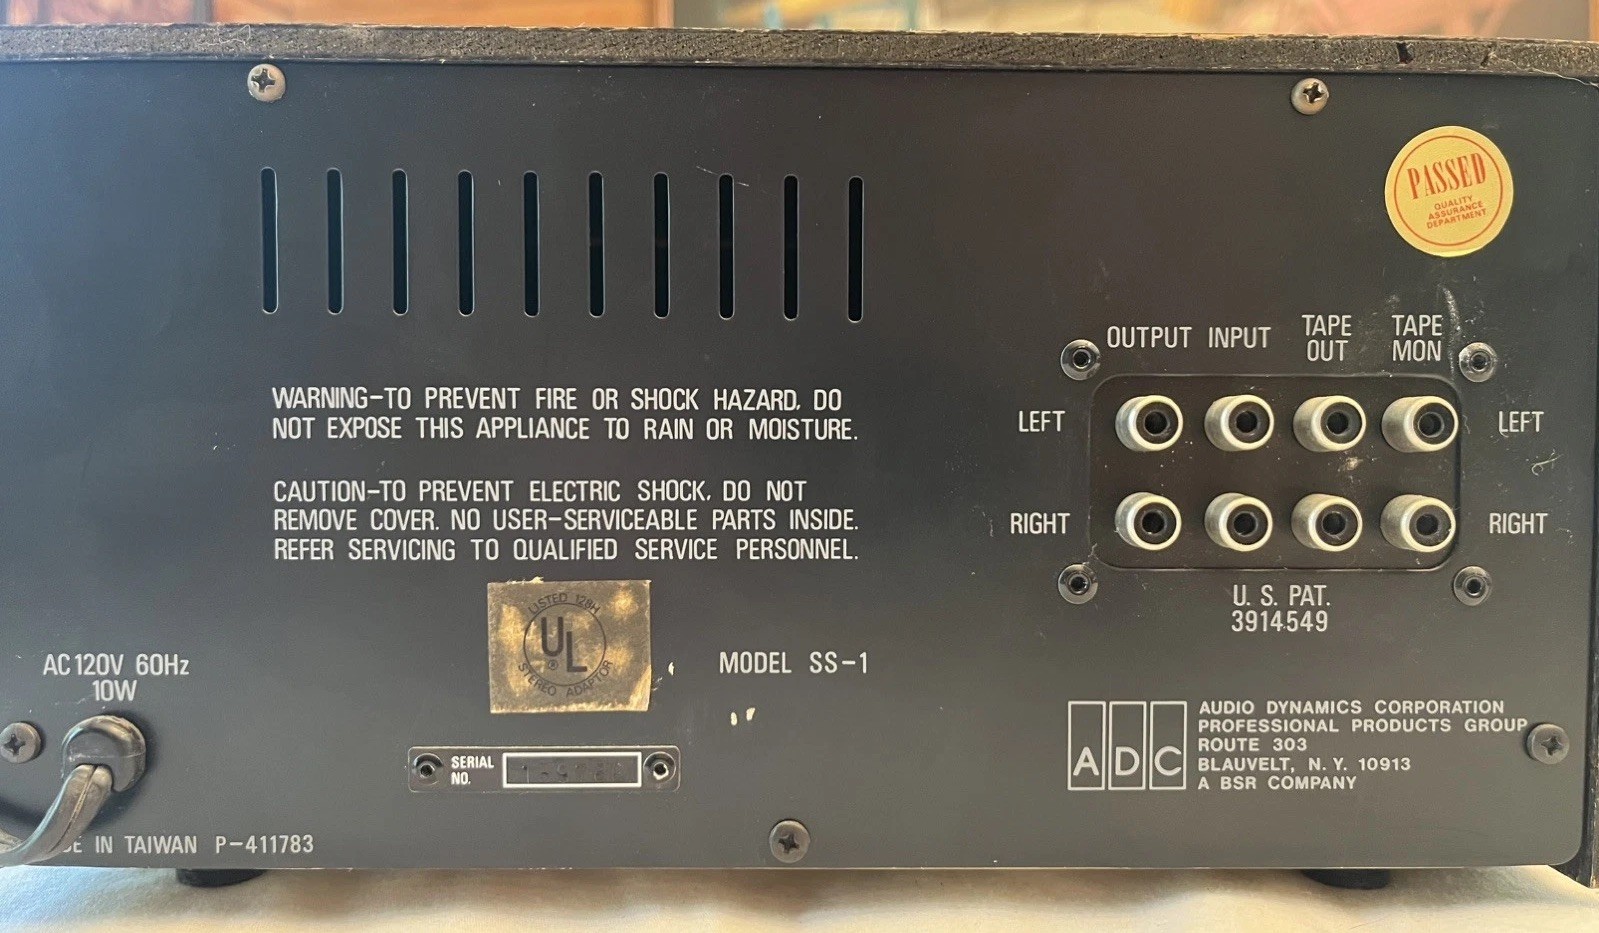 PASSED
QUALITY
ASSURANCE
DEPARTMENT
OUTPUT INPUT TAPE OUT TAPE MON
LEFT LEFT
RIGHT RIGHT
U. S. PAT.
3914549
WARNING-TO PREVENT FIRE OR SHOCK HAZARD, DO
NOT EXPOSE THIS APPLIANCE TO RAIN OR MOISTURE.
CAUTION-TO PREVENT ELECTRIC SHOCK, DO NOT
REMOVE COVER. NO USER-SERVICEABLE PARTS INSIDE.
REFER SERVICING TO QUALIFIED SERVICE PERSONNEL.
LISTED 128H
UL
®
STEREO ADAPTOR
MODEL SS-1
AC 120V 60Hz
10W
SERIAL
NO.
ADC
AUDIO DYNAMICS CORPORATION
PROFESSIONAL PRODUCTS GROUP
ROUTE 303
BLAUVELT, N. Y. 10913
A BSR COMPANY
IN TAIWAN P-411783